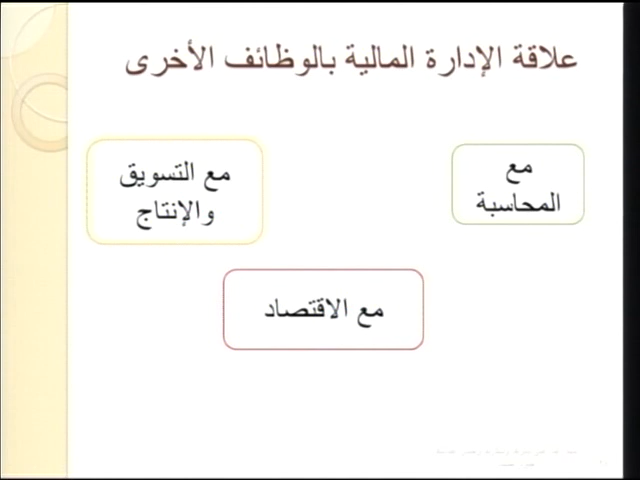 علاقة الإدارة المالية بالوظائف الأخرى
مع
المحاسبة
مع التسويق
والإنتاج
مع الاقتصاد